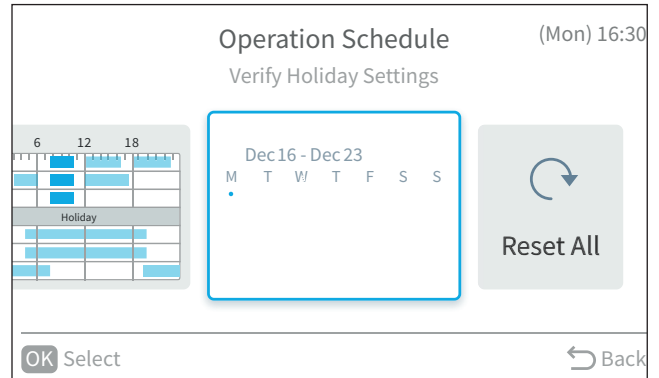 Operation Schedule
(Mon) 16:30
Verify Holiday Settings
6 12 18
Holiday
Dec 16 - Dec 23
M T W T F S S
Reset All
OK Select
Back